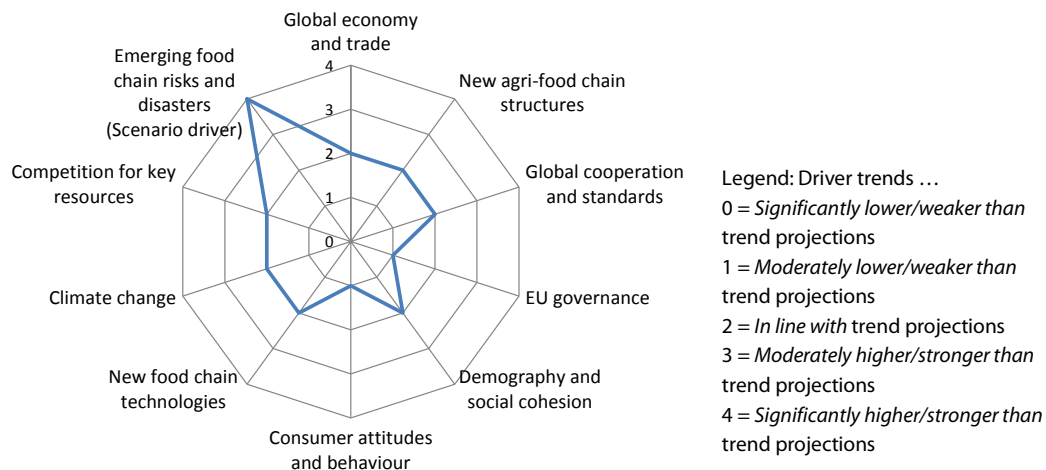 Global economy
and trade
Emerging food
chain risks and
disasters
(Scenario driver)
4
3
2
1
0
New agri-food chain
structures
Competition for key
resources
Global cooperation
and standards
Climate change
EU governance
New food chain
technologies
Demography and
social cohesion
Consumer attitudes
and behaviour
Legend: Driver trends …
0 = Significantly lower/weaker than
trend projections
1 = Moderately lower/weaker than
trend projections
2 = In line with trend projections
3 = Moderately higher/stronger than
trend projections
4 = Significantly higher/stronger than
trend projections